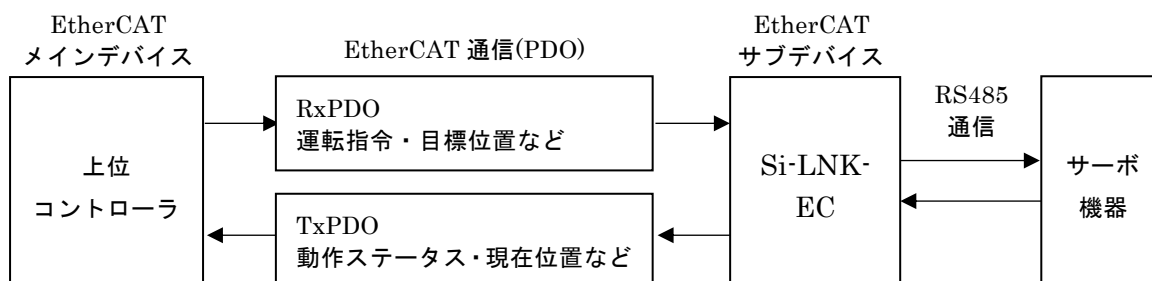 EtherCAT
メインデバイス
EtherCAT 通信(PDO)
EtherCAT
サブデバイス
上位
コントローラ
RxPDO
運転指令・目標位置など
TxPDO
動作ステータス・現在位置など
Si-LNK-
EC
RS485
通信
サーボ
機器